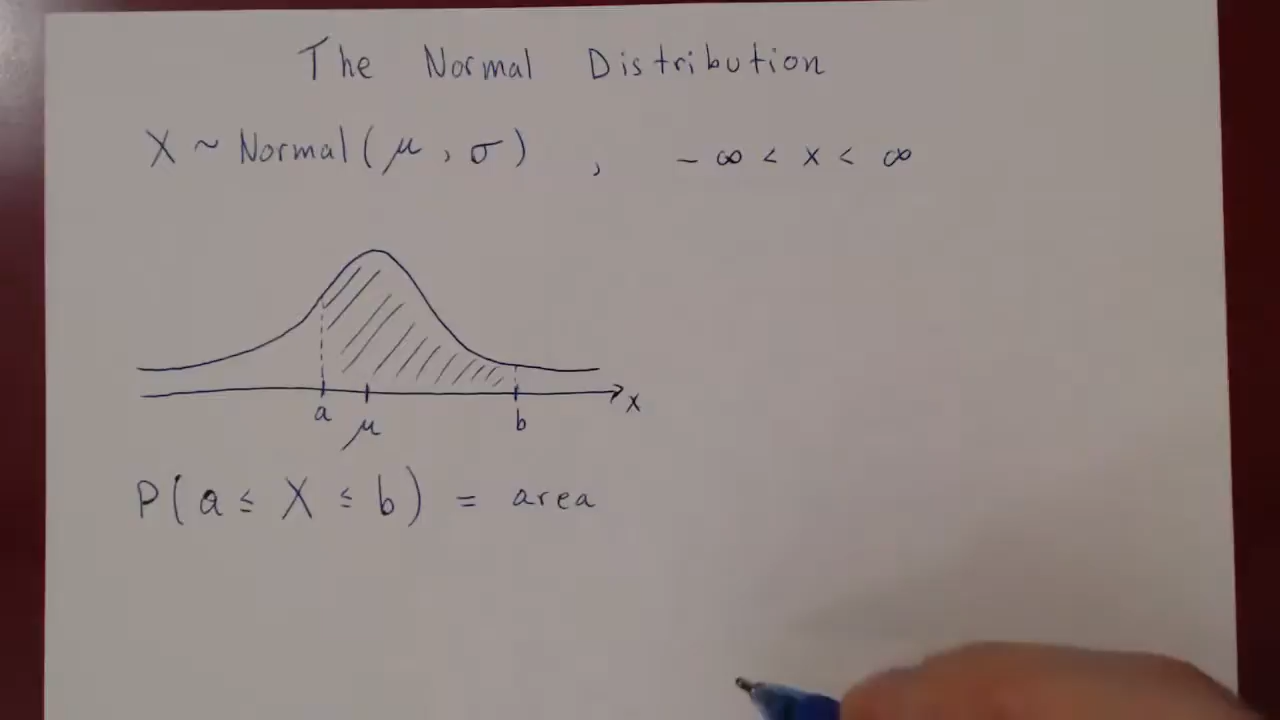 The Normal Distribution
X ~ Normal(μ, σ) , -∞ < x < ∞
a μ b x
P(a ≤ X ≤ b) = area